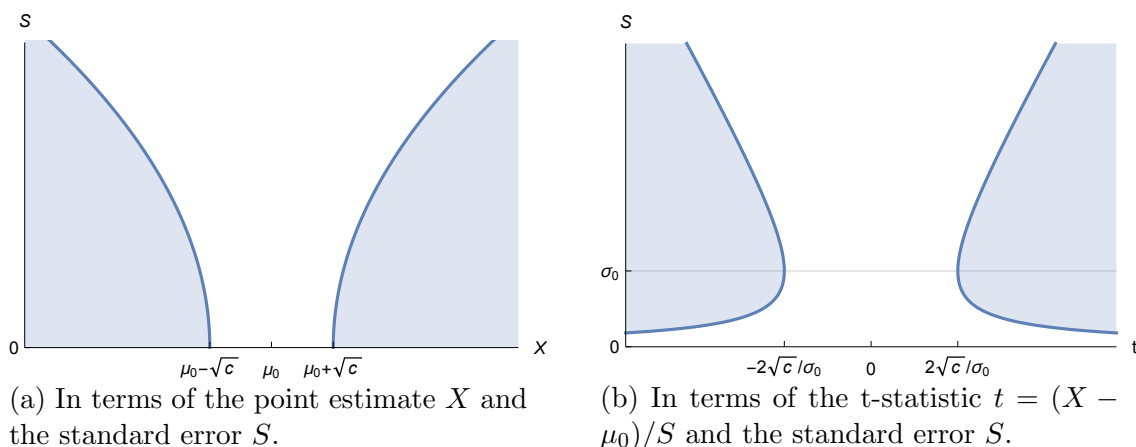 S
0
μ₀-√c
μ₀
μ₀+√c
X
(a) In terms of the point estimate X and
the standard error S.
S
σ₀
0
-2√c/σ₀
0
2√c/σ₀
t
(b) In terms of the t-statistic t = (X −
μ₀)/S and the standard error S.